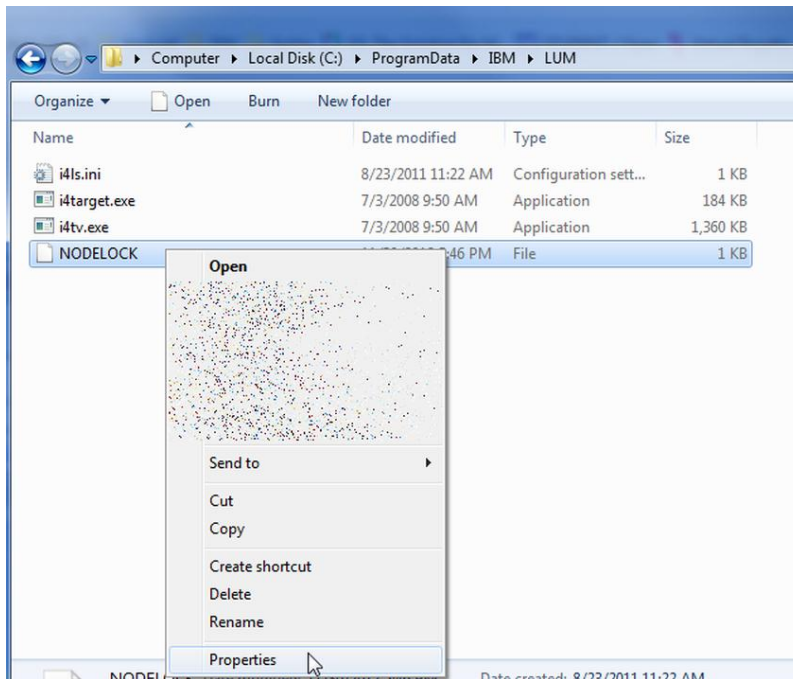 Computer Local Disk (C:) ProgramData IBM LUM
Organize Open Burn New folder
Name Date modified Type Size
i4ls.ini 8/23/2011 11:22 AM Configuration sett... 1 KB
i4target.exe 7/3/2008 9:50 AM Application 184 KB
i4tv.exe 7/3/2008 9:50 AM Application 1,360 KB
NODELOCK :46 PM File 1 KB
Open
Send to
Cut
Copy
Create shortcut
Delete
Rename
Properties
Date created: 8/23/2011 11:22 AM